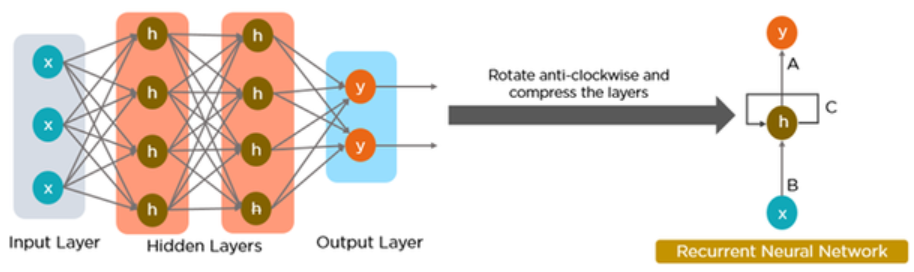 x
x
x
h
h
h
h
h
h
h
h
y
y
Input Layer
Hidden Layers
Output Layer
Rotate anti-clockwise and
compress the layers
y
A
C
h
B
x
Recurrent Neural Network